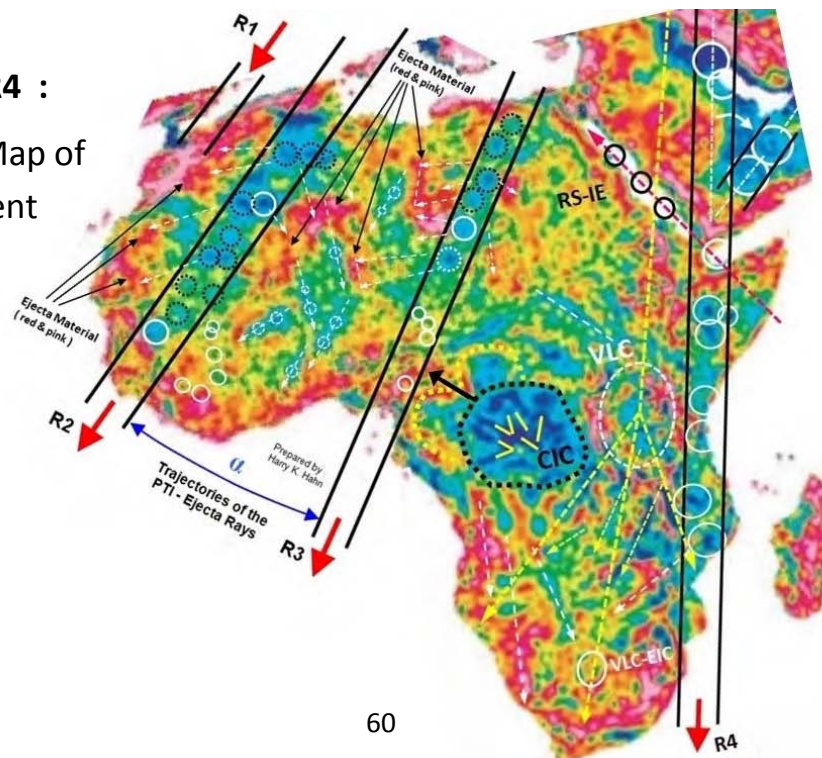 R4 :
Map of
ent
R1
Ejecta Material
(red & pink)
RS-IE
Ejecta Material
( red & pink )
VLC
CIC
R2
α
Prepared by
Harry K. Hahn
Trajectories of the
PTI - Ejecta Rays
R3
VLC-EIC
60
R4